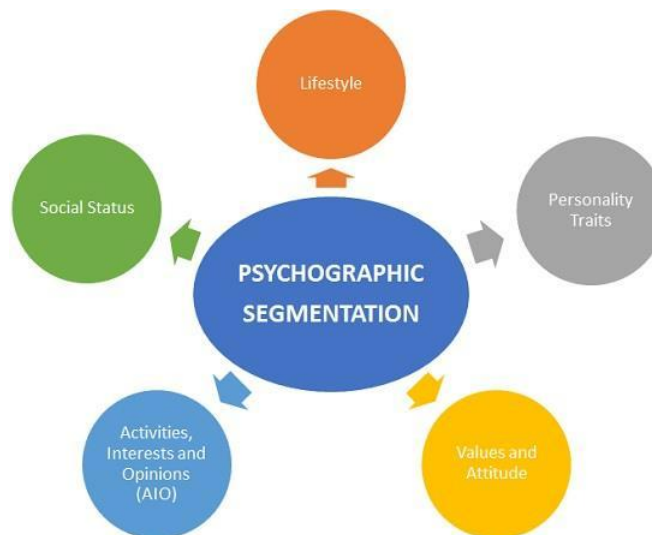 Lifestyle
Social Status
Personality
Traits
PSYCHOGRAPHIC
SEGMENTATION
Activities,
Interests and
Opinions
(AIO)
Values and
Attitude